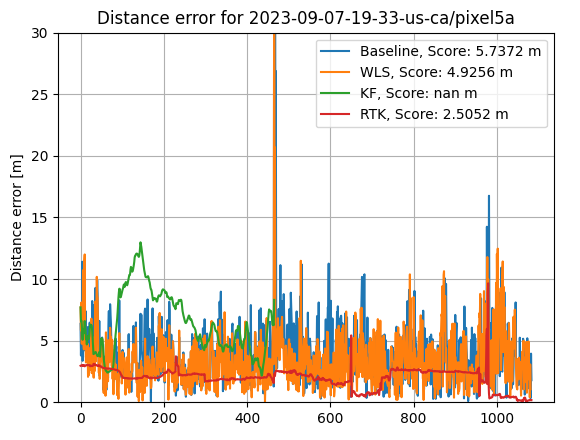 Distance error for 2023-09-07-19-33-us-ca/pixel5a
Distance error [m]
30
25
20
15
10
5
0
Baseline, Score: 5.7372 m
WLS, Score: 4.9256 m
KF, Score: nan m
RTK, Score: 2.5052 m
0 200 400 600 800 1000